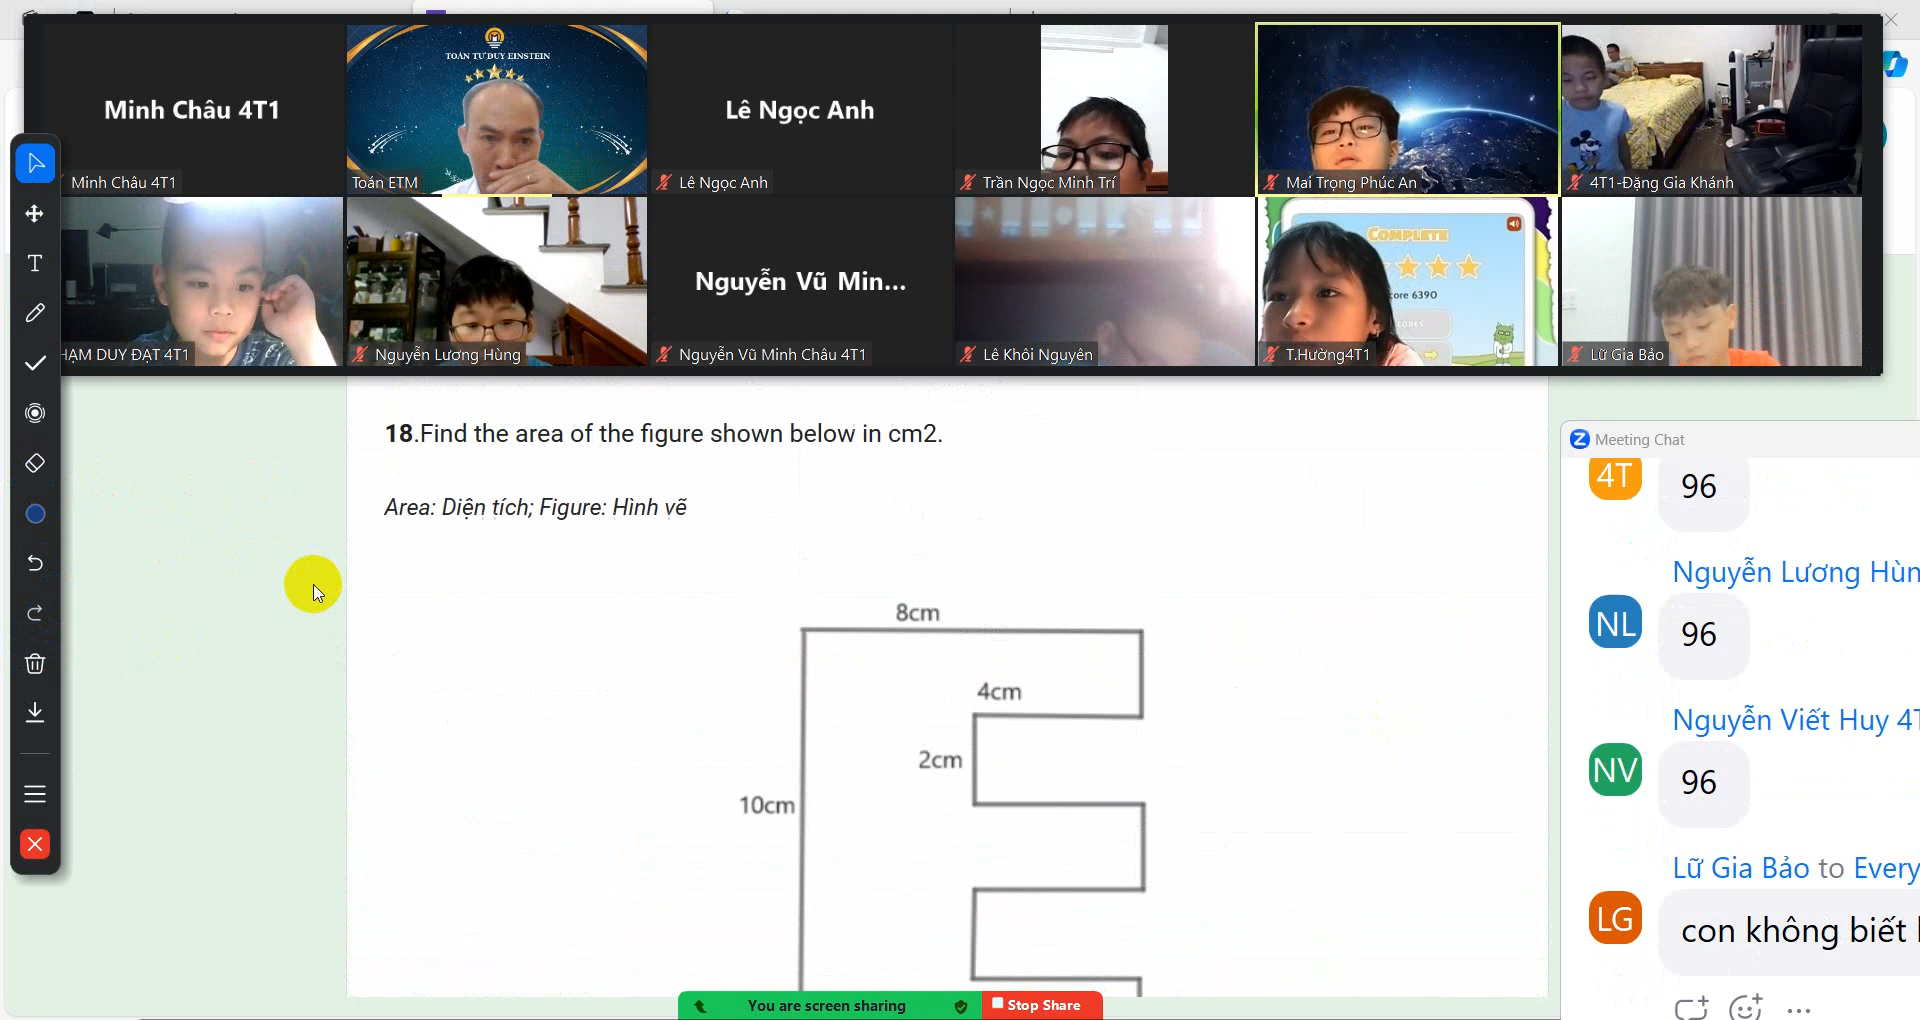 Minh Châu 4T1
Minh Châu 4T1
TOÁN TƯ DUY EINSTEIN
Toán ETM
Lê Ngọc Anh
Lê Ngọc Anh
Trần Ngọc Minh Trí
Mai Trọng Phúc An
4T1-Đặng Gia Khánh
HẠM DUY ĐẠT 4T1
Nguyễn Lương Hùng
Nguyễn Vũ Min...
Nguyễn Vũ Minh Châu 4T1
Lê Khôi Nguyên
COMPLETE
core 6390
CORES
T.Hường4T1
Lữ Gia Bảo
18.Find the area of the figure shown below in cm2.
Area: Diện tích; Figure: Hình vẽ
8cm
4cm
2cm
10cm
Meeting Chat
4T
96
Nguyễn Lương Hùn
NL
96
Nguyễn Viết Huy 4T
NV
96
Lữ Gia Bảo to Every
LG
con không biết
You are screen sharing
Stop Share